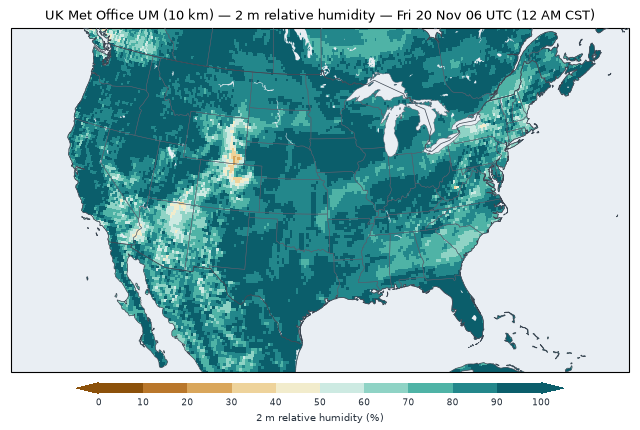 UK Met Office UM (10 km) — 2 m relative humidity — Fri 20 Nov 06 UTC (12 AM CST)
0 10 20 30 40 50 60 70 80 90 100
2 m relative humidity (%)